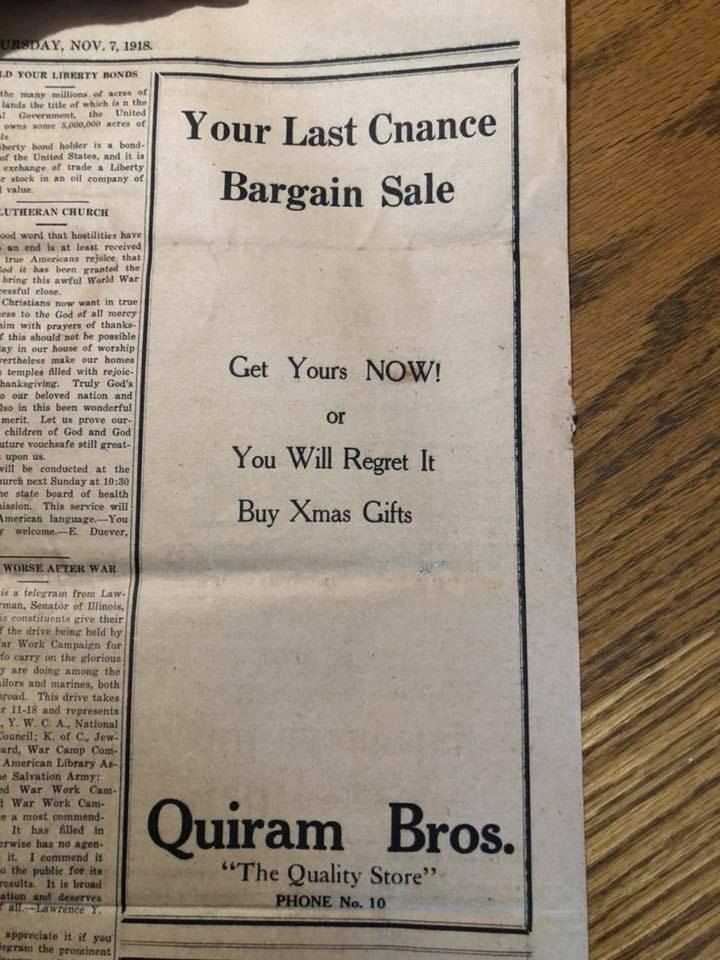 URSDAY, NOV. 7, 1918.
LD YOUR LIBERTY BONDS
the many millions of acres of
lands the title of which is n the
Government, the United
owns some 5,000,000 acres of
ds
iberty bond holder is a bond-
of the United States, and it is
exchange of trade a Liberty
r stock in an oil company of
value.
LUTHERAN CHURCH
ood word that hostilities have
an end is at least received
true Americans rejoice that
God it has been granted the
bring this awful World War
cessful close.
Christians now want in true
ess to the God of all mercy
him with prayers of thanks-
f this should not be possible
ay in our house of worship
vertheless make our homes
temples filled with rejoic-
hanksgiving. Truly God's
o our beloved nation and
lso in this been wonderful
merit. Let us prove our-
children of God and God
uture vouchsafe still great-
upon us.
will be conducted at the
urch next Sunday at 10:30
he state board of health
ission. This service will
American language.—You
y welcome.—E. Duever,
WORSE AFTER WAR
is a telegram from Law-
rman, Senator of Illinois,
is constituents give their
f the drive being held by
ar Work Campaign for
to carry on the glorious
y are doing among the
ilors and marines, both
broad. This drive takes
r 11-18 and represents
, Y. W. C. A., National
Council; K. of C., Jew-
ard, War Camp Com-
American Library As-
e Salvation Army:
ed War Work Cam-
d War Work Cam-
e a most commend-
It has filled in
erwise has no agen-
it. I commend it
o the public for its
results. It is broad
ation and deserves
f all.—Lawrence Y.
appreciate it if you
legram the prominent
Your Last Cnance
Bargain Sale
Get Yours NOW!
or
You Will Regret It
Buy Xmas Gifts
Quiram Bros.
"The Quality Store"
PHONE No. 10